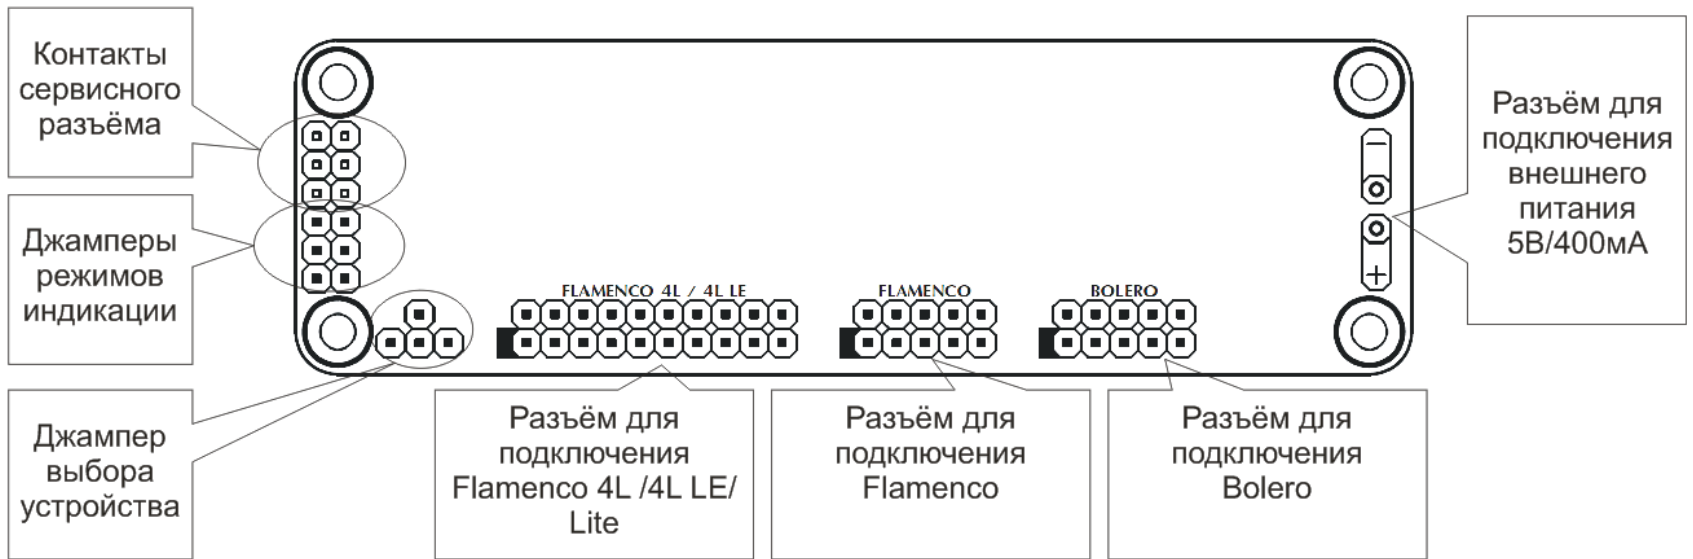 Контакты
сервисного
разъёма
Джамперы
режимов
индикации
Джампер
выбора
устройства
FLAMENCO 4L / 4L LE
FLAMENCO
BOLERO
−
+
Разъём для
подключения
внешнего
питания
5В/400мА
Разъём для
подключения
Flamenco 4L /4L LE/
Lite
Разъём для
подключения
Flamenco
Разъём для
подключения
Bolero